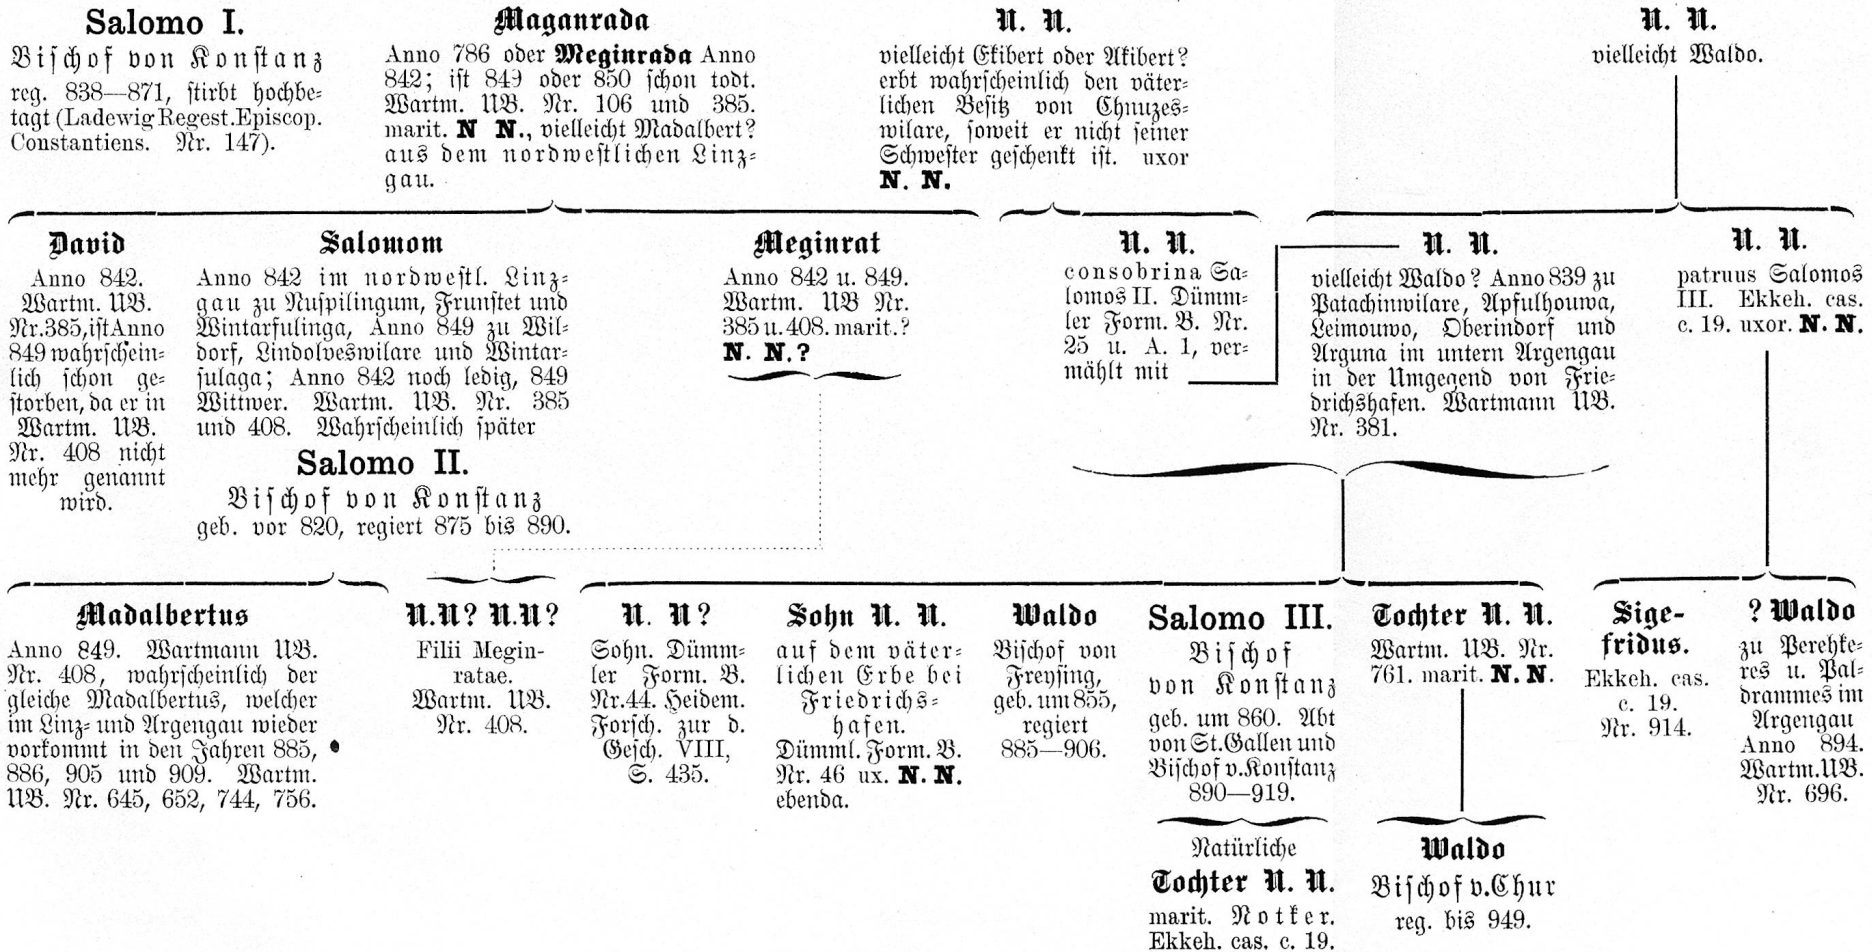 Salomo I.
Bischof von Konstanz
reg. 838—871, stirbt hochbe-
tagt (Ladewig Regest. Episcop.
Constantiens. Nr. 147).
Maganrada
Anno 786 oder Meginrada Anno
842; ist 849 oder 850 schon todt.
Wartm. UB. Nr. 106 und 385.
marit. N N., vielleicht Madalbert?
aus dem nordwestlichen Linz-
gau.
N. N.
vielleicht Ekibert oder Akibert?
erbt wahrscheinlich den väter-
lichen Besitz von Chnuzes-
wilare, soweit er nicht seiner
Schwester geschenkt ist. uxor
N. N.
N. N.
vielleicht Waldo.
David
Anno 842.
Wartm. UB.
Nr. 385, ist Anno
849 wahrschein-
lich schon ge-
storben, da er in
Wartm. UB.
Nr. 408 nicht
mehr genannt
wird.
Salomom
Anno 842 im nordwestl. Linz-
gau zu Nuspilingum, Frunstet und
Wintarsulinga, Anno 849 zu Wil-
dorf, Lindolveswilare und Wintar-
sulaga; Anno 842 noch ledig, 849
Wittwer. Wartm. UB. Nr. 385
und 408. Wahrscheinlich später
Salomo II.
Bischof von Konstanz
geb. vor 820, regiert 875 bis 890.
Meginrat
Anno 842 u. 849.
Wartm. UB Nr.
385 u. 408. marit.?
N. N.?
N. N.
consobrina Sa-
lomos II. Dümm-
ler Form. B. Nr.
25 u. A. 1, ver-
mählt mit
N. N.
vielleicht Waldo? Anno 839 zu
Patachinwilare, Apfulhouwa,
Leimouwo, Oberindorf und
Arguna im untern Argengau
in der Umgegend von Frie-
drichshafen. Wartmann UB.
Nr. 381.
N. N.
patruus Salomos
III. Ekkeh. cas.
c. 19. uxor. N. N.
Madalbertus
Anno 849. Wartmann UB.
Nr. 408, wahrscheinlich der
gleiche Madalbertus, welcher
im Linz- und Argengau wieder
vorkommt in den Jahren 885,
886, 905 und 909. Wartm.
UB. Nr. 645, 652, 744, 756.
N.N? N.N?
Filii Megin-
ratae.
Wartm. UB.
Nr. 408.
N. N?
Sohn. Dümm-
ler Form. B.
Nr. 44. Heidem.
Forsch. zur d.
Gesch. VIII,
S. 435.
Sohn N. N.
auf dem väter-
lichen Erbe bei
Friedrichs-
hafen.
Dümml. Form. B.
Nr. 46 ux. N. N.
ebenda.
Waldo
Bischof von
Freysing,
geb. um 855,
regiert
885—906.
Salomo III.
Bischof
von Konstanz
geb. um 860. Abt
von St. Gallen und
Bischof v. Konstanz
890—919.
Tochter N. N.
Wartm. UB. Nr.
761. marit. N. N.
Sige-
fridus.
Ekkeh. cas.
c. 19.
Nr. 914.
? Waldo
zu Perehke-
res u. Pal-
drammes im
Argengau
Anno 894.
Wartm. UB.
Nr. 696.
Natürliche
Tochter N. N.
marit. Notker.
Ekkeh. cas. c. 19.
Waldo
Bischof v. Chur
reg. bis 949.